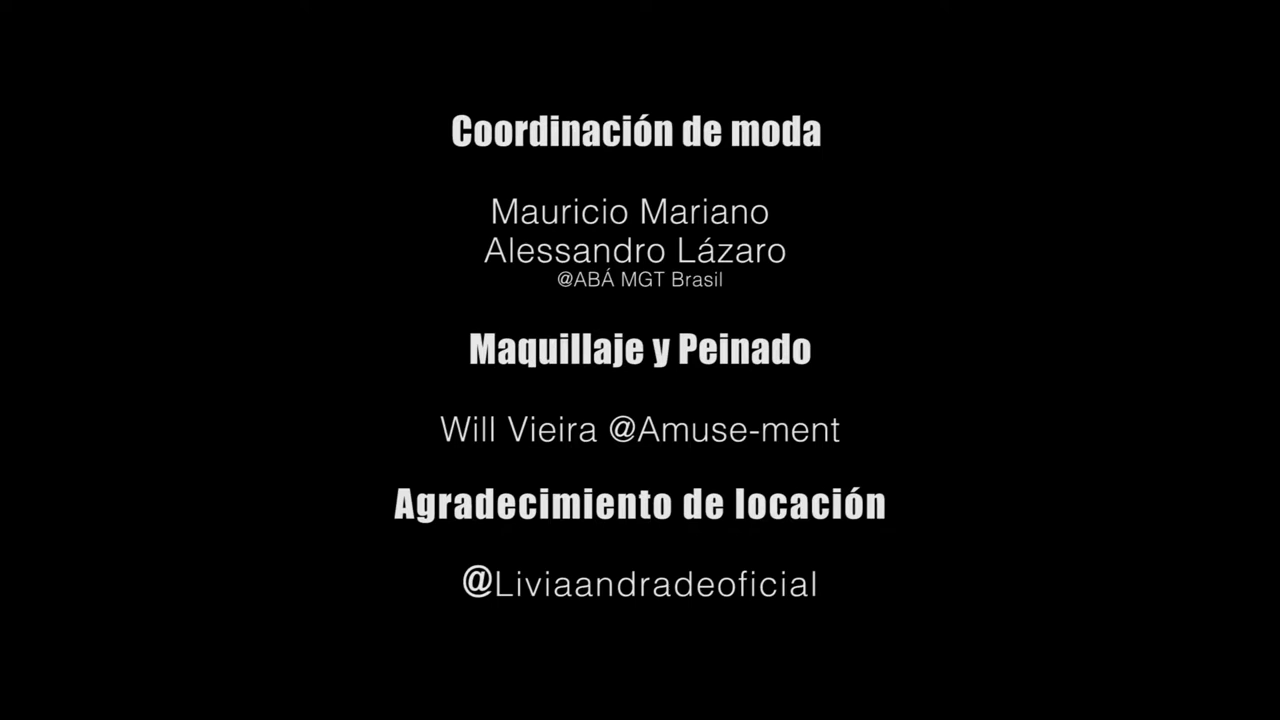 Coordinación de moda
Mauricio Mariano
Alessandro Lázaro
@ABÁ MGT Brasil
Maquillaje y Peinado
Will Vieira @Amuse-ment
Agradecimiento de locación
@Liviaandradeoficial